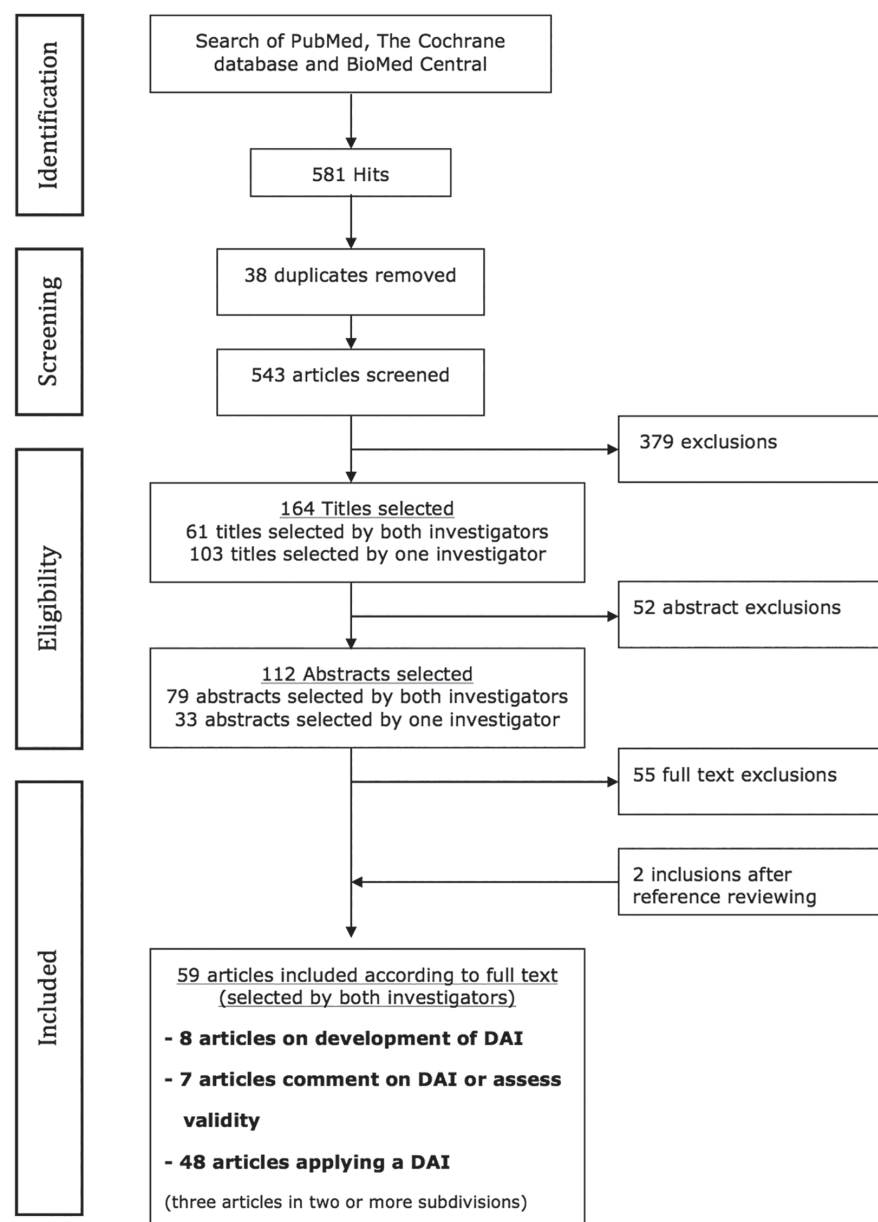 Identification
Search of PubMed, The Cochrane
database and BioMed Central
581 Hits
Screening
38 duplicates removed
543 articles screened
379 exclusions
Eligibility
164 Titles selected
61 titles selected by both investigators
103 titles selected by one investigator
52 abstract exclusions
112 Abstracts selected
79 abstracts selected by both investigators
33 abstracts selected by one investigator
55 full text exclusions
2 inclusions after
reference reviewing
Included
59 articles included according to full text
(selected by both investigators)
- 8 articles on development of DAI
- 7 articles comment on DAI or assess
validity
- 48 articles applying a DAI
(three articles in two or more subdivisions)